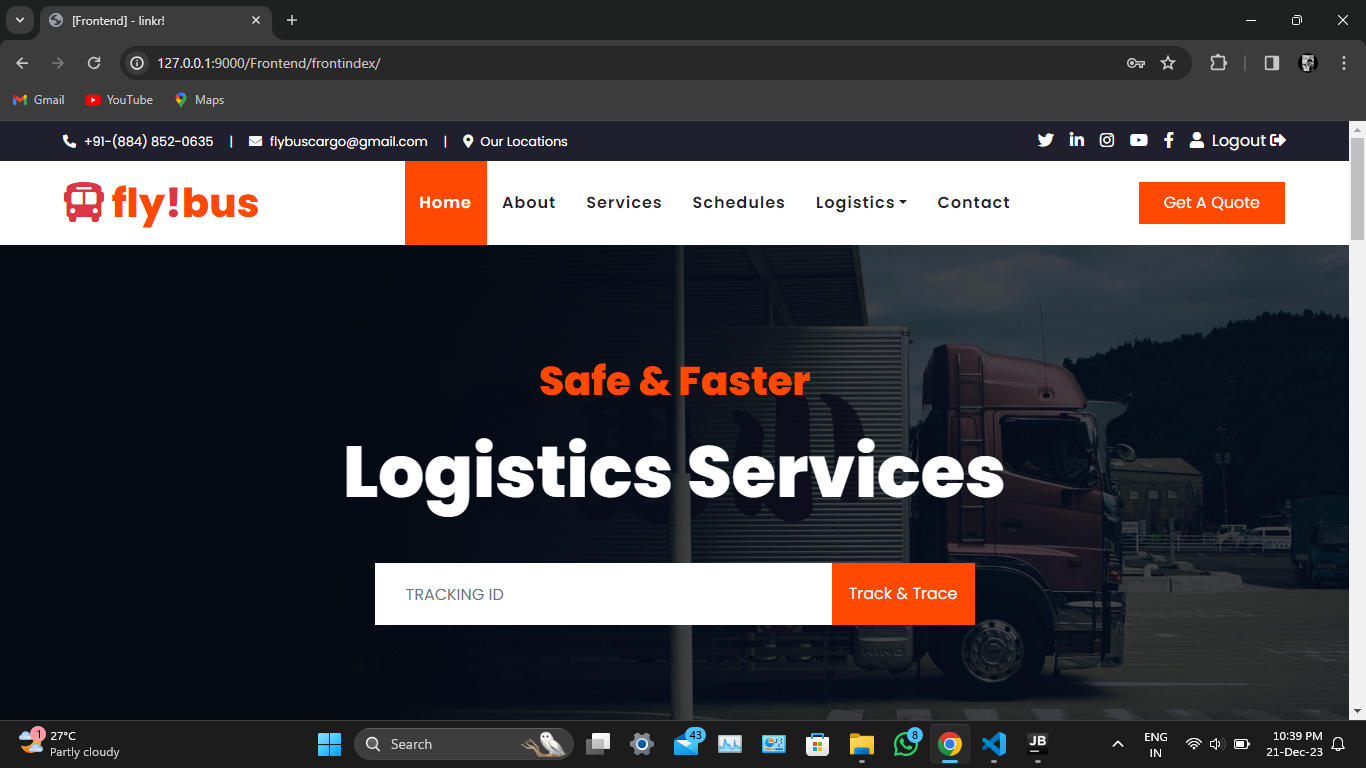 [Frontend] - linkr!
127.0.0.1:9000/Frontend/frontindex/
Gmail YouTube Maps
+91-(884) 852-0635 | flybuscargo@gmail.com | Our Locations Logout
fly!bus Home About Services Schedules Logistics Contact Get A Quote
Safe & Faster
Logistics Services
TRACKING ID Track & Trace
HINO
1 27°C
Partly cloudy
Search
43
8
JB
ENG
IN
10:39 PM
21-Dec-23